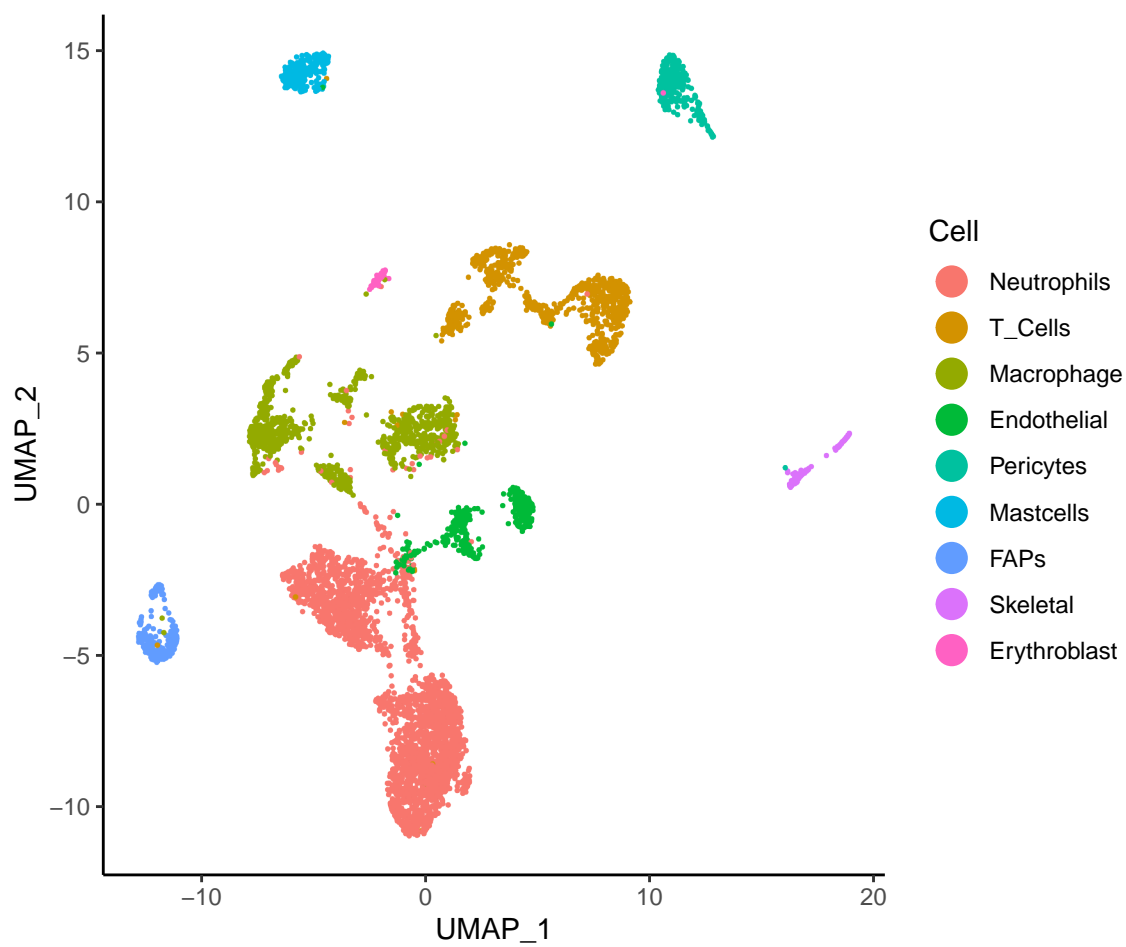 15
10
5
0
−5
−10
UMAP_2
−10
0
10
20
UMAP_1
Cell
Neutrophils
T_Cells
Macrophage
Endothelial
Pericytes
Mastcells
FAPs
Skeletal
Erythroblast